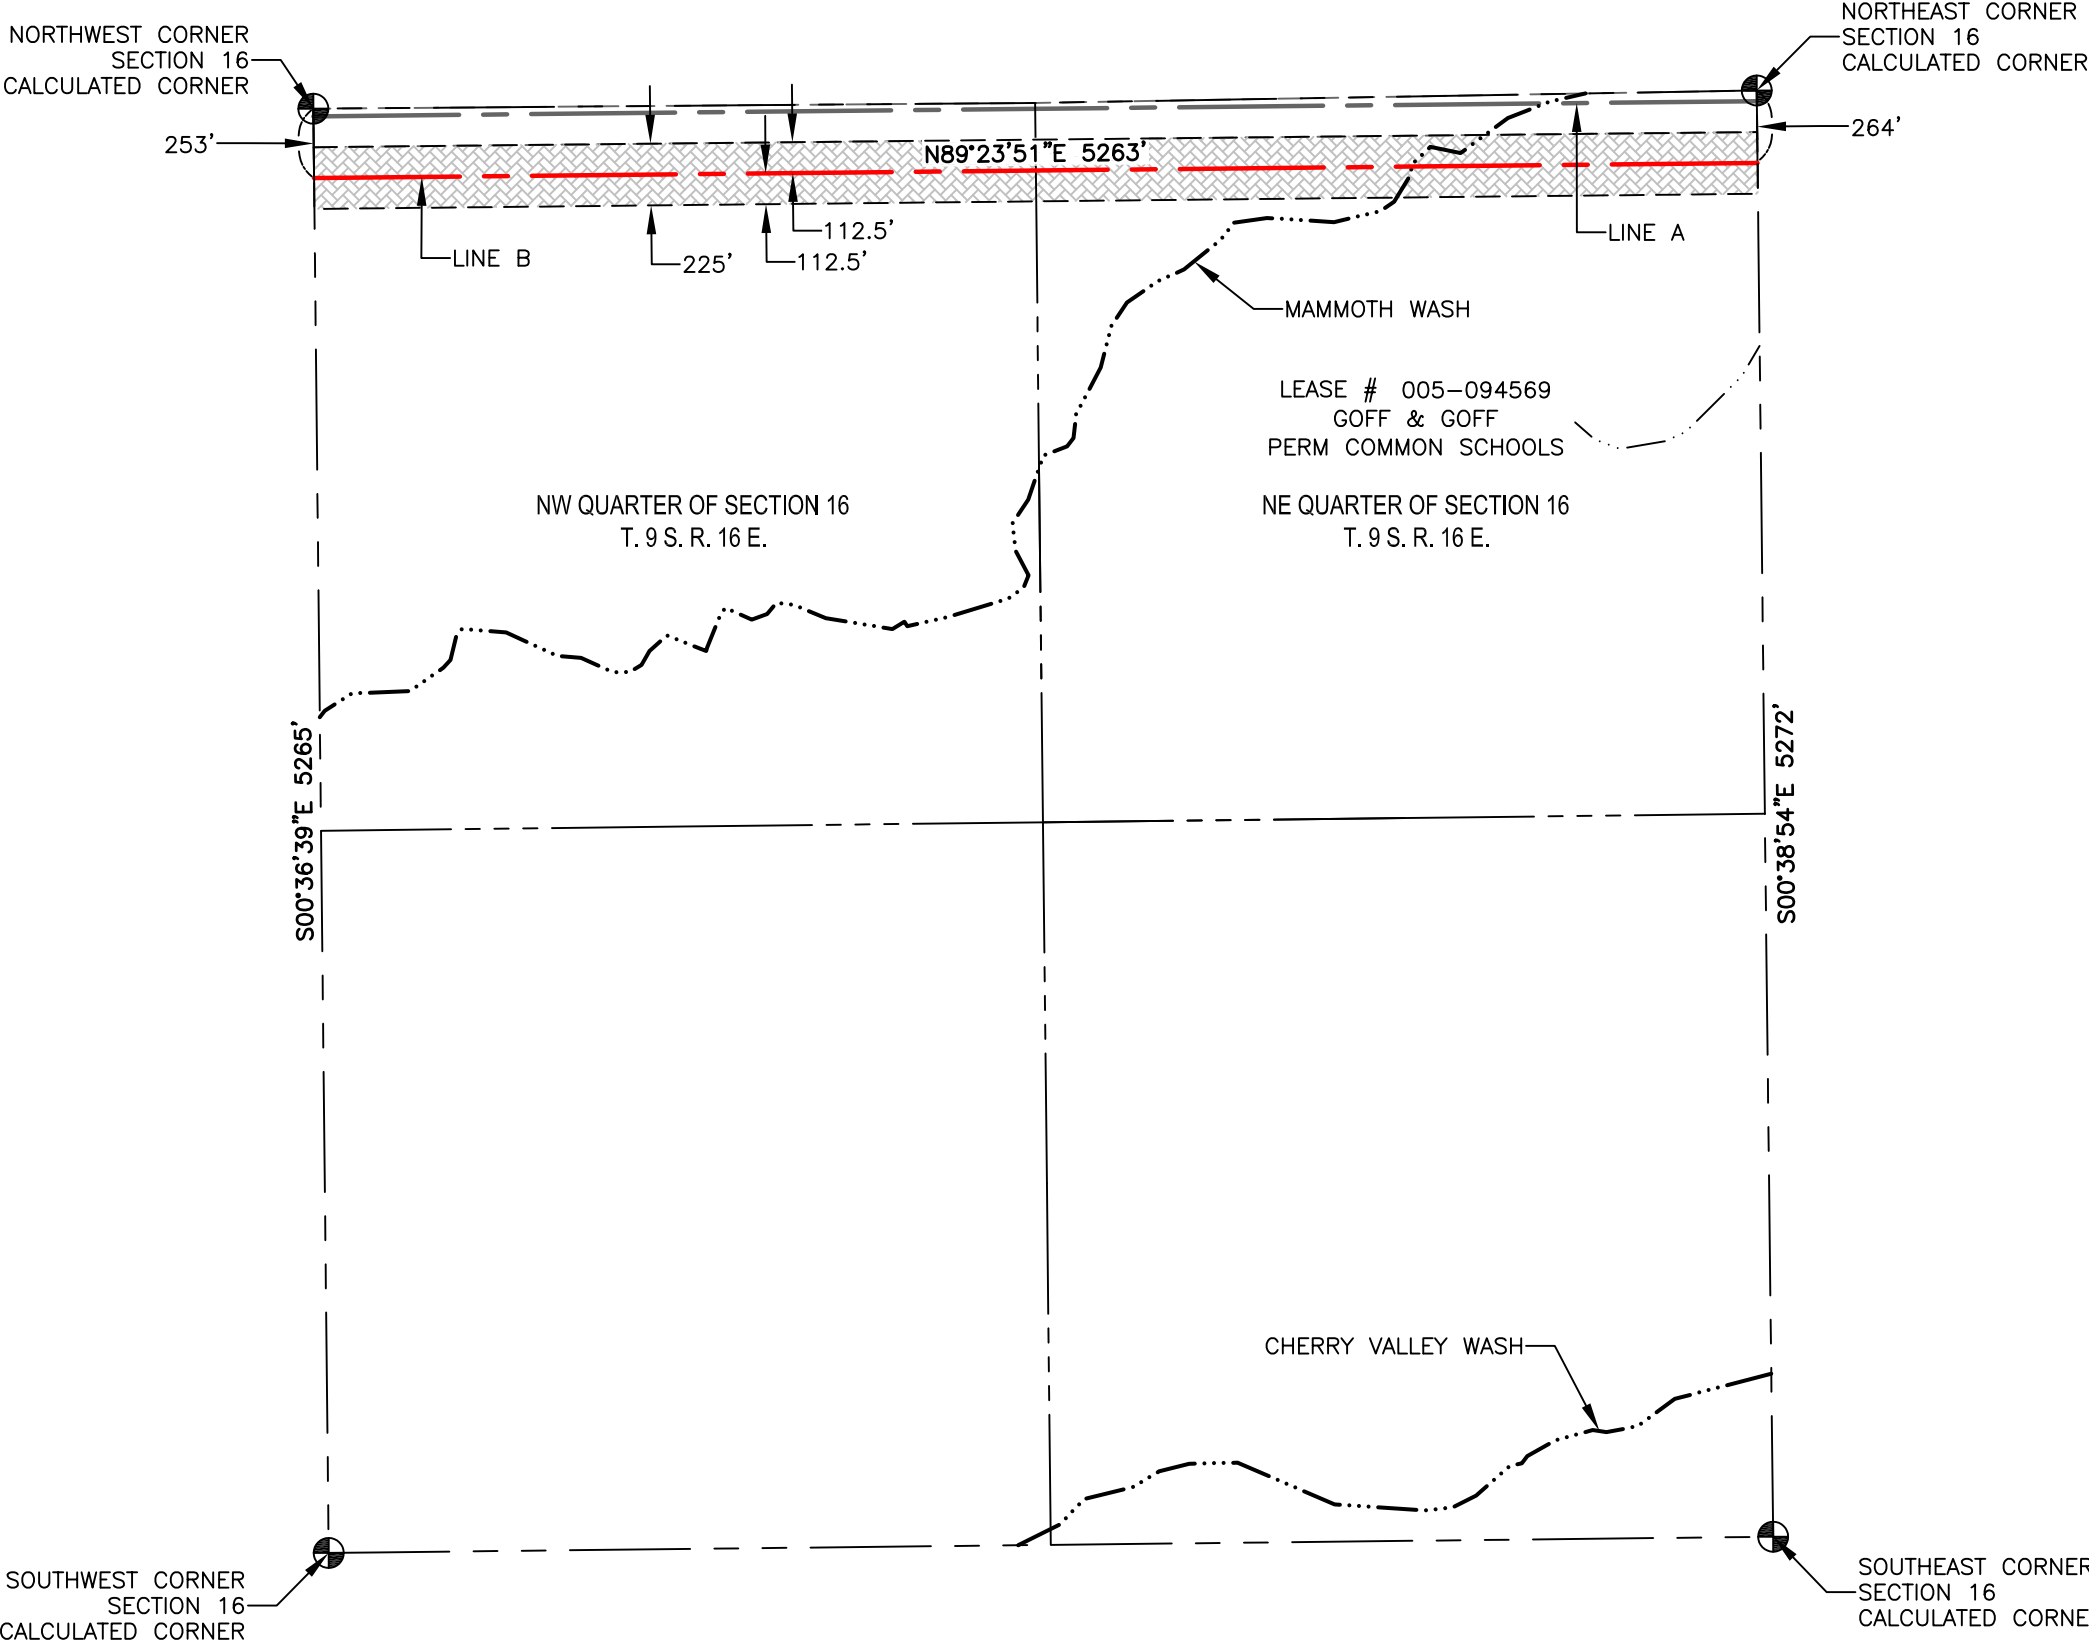 NORTHWEST CORNER
SECTION 16
CALCULATED CORNER
NORTHEAST CORNER
SECTION 16
CALCULATED CORNER
253'
264'
N89°23'51"E 5263'
112.5'
112.5'
225'
LINE B
LINE A
MAMMOTH WASH
LEASE # 005-094569
GOFF & GOFF
PERM COMMON SCHOOLS
NW QUARTER OF SECTION 16
T. 9 S. R. 16 E.
NE QUARTER OF SECTION 16
T. 9 S. R. 16 E.
S00°36'39"E 5265'
S00°38'54"E 5272'
CHERRY VALLEY WASH
SOUTHWEST CORNER
SECTION 16
CALCULATED CORNER
SOUTHEAST CORNER
SECTION 16
CALCULATED CORNE